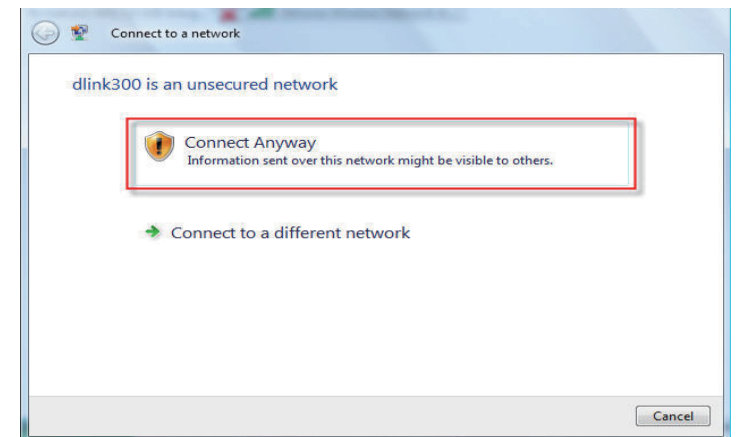 Connect to a network
dlink300 is an unsecured network
Connect Anyway
Information sent over this network might be visible to others.
Connect to a different network
Cancel